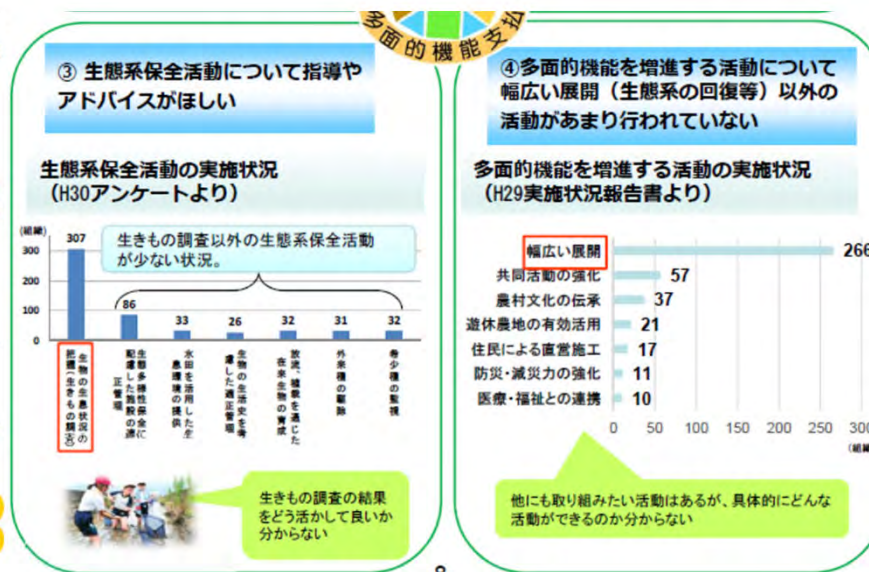 多面的機能支払
③ 生態系保全活動について指導や
アドバイスがほしい
生態系保全活動の実施状況
（H30アンケートより）
(組織)
300
200
100
0
307
86
33
26
32
31
32
生きもの調査以外の生態系保全活動
が少ない状況。
生物の生息状況の
把握（生きもの調査）
生態多様性保全に
配慮した施設の適
正管理
水田を活用した生
息環境の提供
生物の生活史を考
慮した適正管理
放流、植栽を通じた
在来生物の育成
外来種の駆除
希少種の監視
生きもの調査の結果
をどう活かして良いか
分からない
④多面的機能を増進する活動について
幅広い展開（生態系の回復等）以外の
活動があまり行われていない
多面的機能を増進する活動の実施状況
（H29実施状況報告書より）
幅広い展開 266
共同活動の強化 57
農村文化の伝承 37
遊休農地の有効活用 21
住民による直営施工 17
防災・減災力の強化 11
医療・福祉との連携 10
0 50 100 150 200 250 300
(組織
他にも取り組みたい活動はあるが、具体的にどんな
活動ができるのか分からない